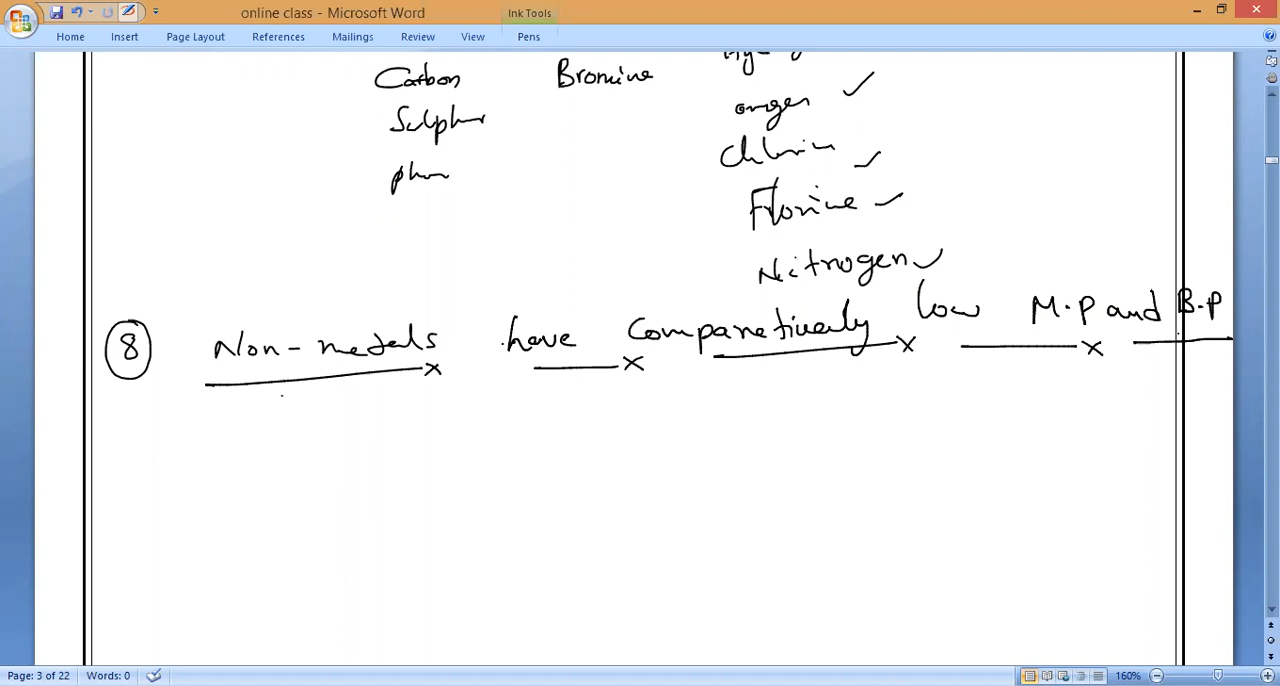 online class - Microsoft Word
Ink Tools
Home Insert Page Layout References Mailings Review View Pens
Carbon Bromine
oxygen
Sulphur
Chlorine
phos
Florine
Nitrogen
8 Non-metals have Comparetively low M.P and B.P
Page: 3 of 22 Words: 0 160%